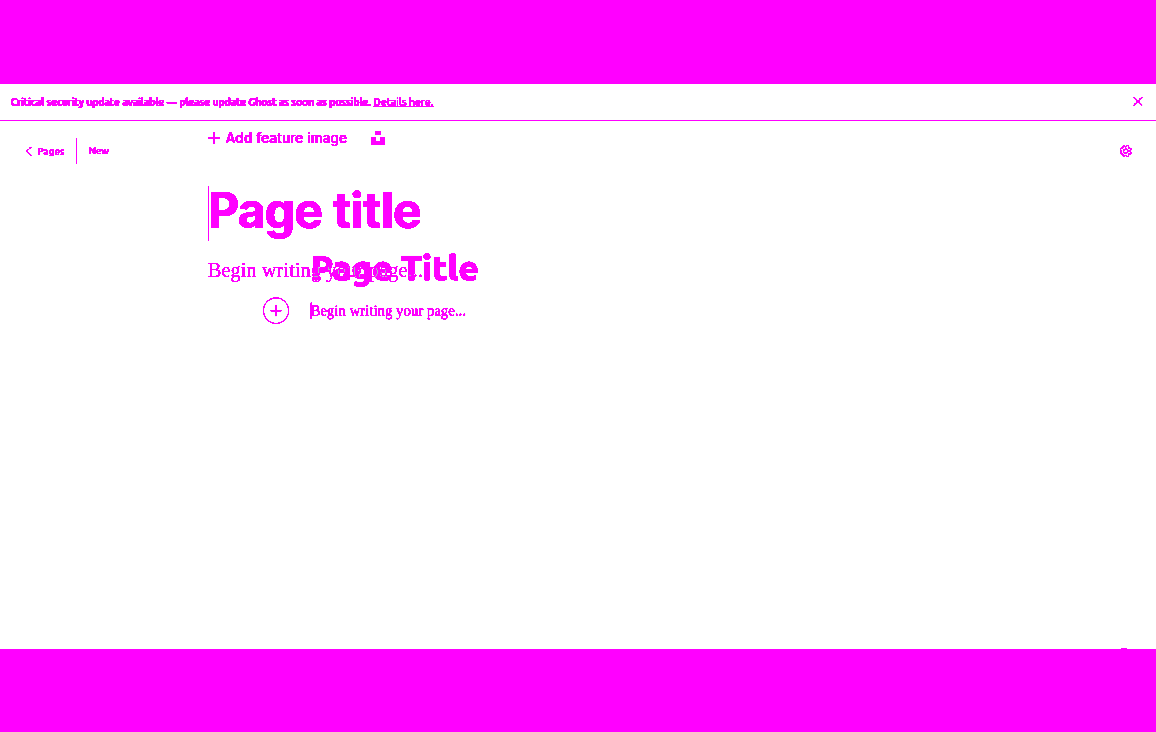 Critical security update available — please update Ghost as soon as possible. Details here.
+ Add feature image
< Pages
New
Page title
Begin writing your page...
Page Title
Begin writing your page...